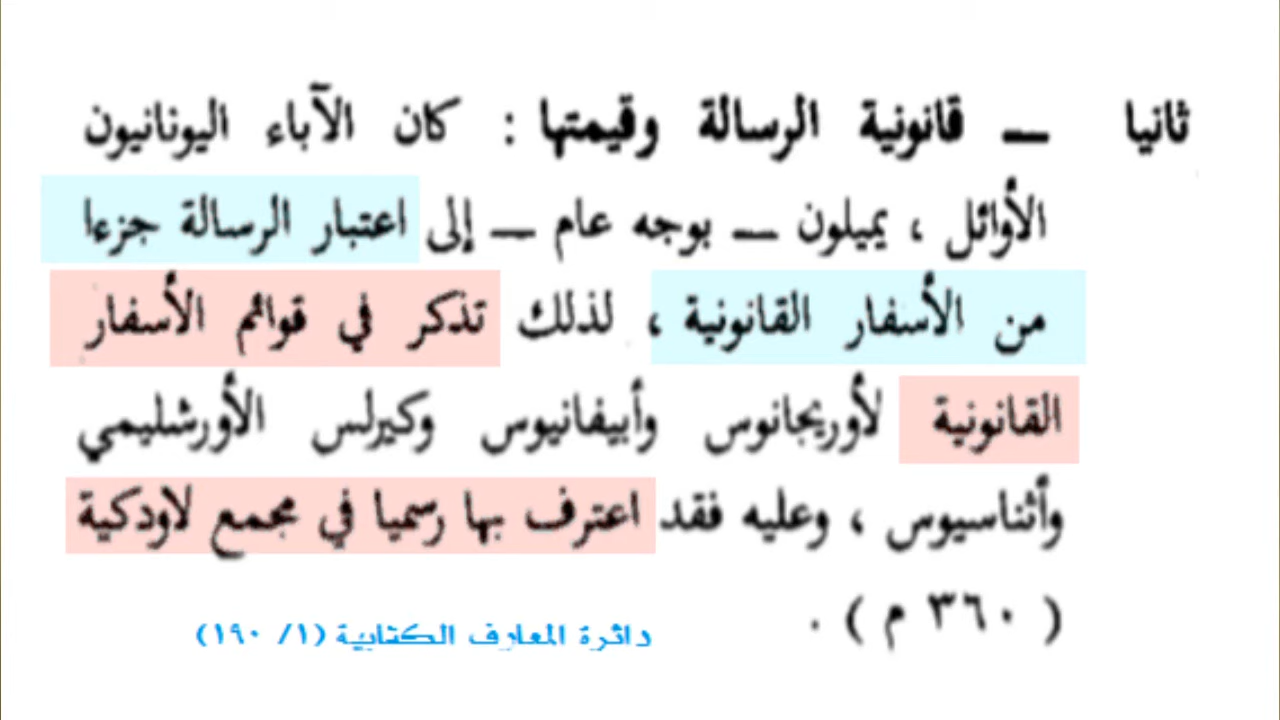 ثانيا — قانونية الرسالة وقيمتها : كان الآباء اليونانيون
الأوائل ، يميلون — بوجه عام — إلى اعتبار الرسالة جزءا
من الأسفار القانونية ، لذلك تذكر في قوائم الأسفار
القانونية لأوريجانوس وأبيفانيوس وكيرلس الأورشليمي
وأثناسيوس ، وعليه فقد اعترف بها رسميا في مجمع لاودكية
( ٣٦٠ م ) .
دائرة المعارف الكتابية (١/ ١٩٠)